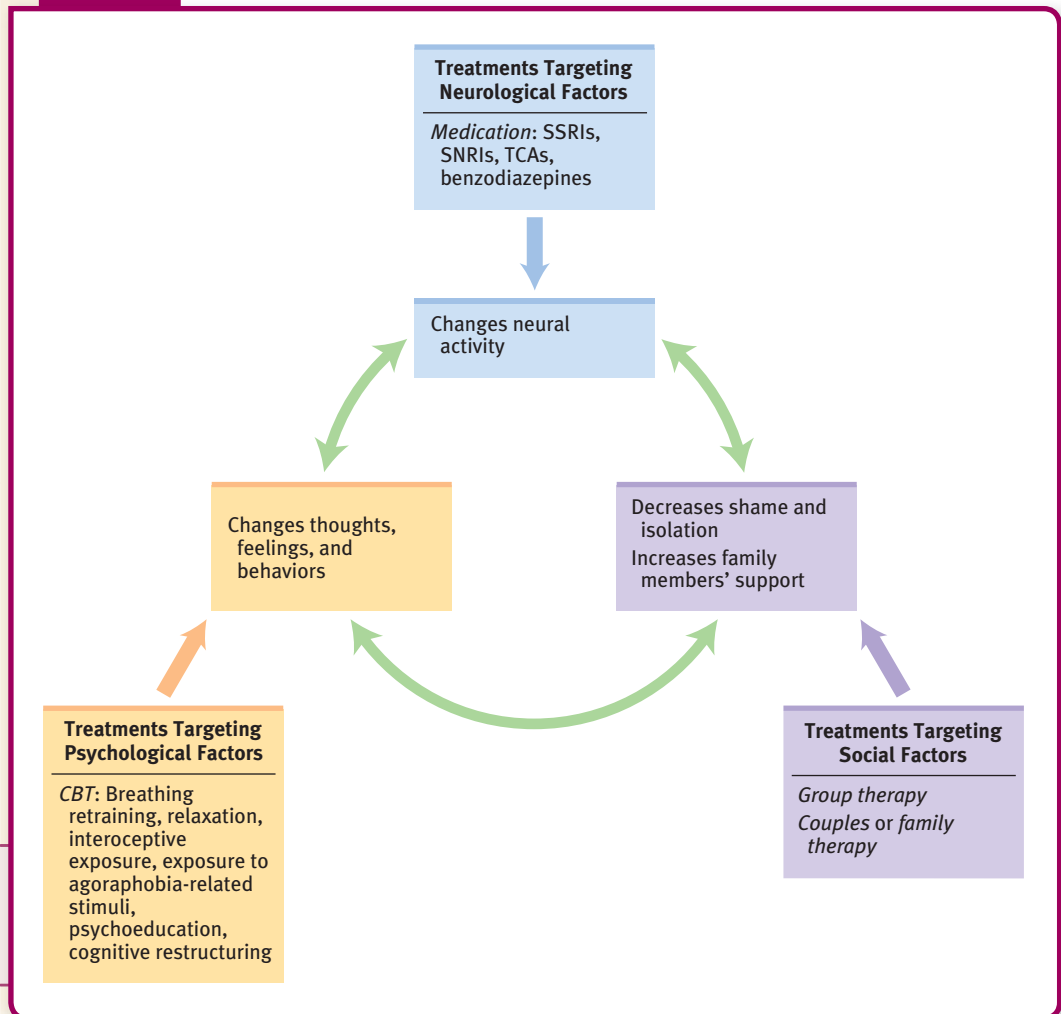 Treatments Targeting
Neurological Factors
Medication: SSRIs,
SNRIs, TCAs,
benzodiazepines
Changes neural
activity
Changes thoughts,
feelings, and
behaviors
Decreases shame and
isolation
Increases family
members’ support
Treatments Targeting
Psychological Factors
CBT: Breathing
retraining, relaxation,
interoceptive
exposure, exposure to
agoraphobia-related
stimuli,
psychoeducation,
cognitive restructuring
Treatments Targeting
Social Factors
Group therapy
Couples or family
therapy